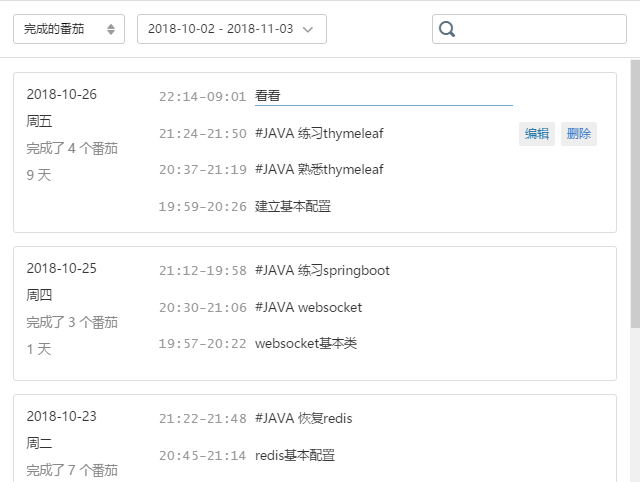 完成的番茄 2018-10-02 - 2018-11-03
2018-10-26 22:14-09:01 看看
周五 21:24-21:50 #JAVA 练习thymeleaf 编辑 删除
完成了 4 个番茄 20:37-21:19 #JAVA 熟悉thymeleaf
9 天 19:59-20:26 建立基本配置
2018-10-25 21:12-19:58 #JAVA 练习springboot
周四 20:30-21:06 #JAVA websocket
完成了 3 个番茄 19:57-20:22 websocket基本类
1 天
2018-10-23 21:22-21:48 #JAVA 恢复redis
周二 20:45-21:14 redis基本配置
完成了 7 个番茄